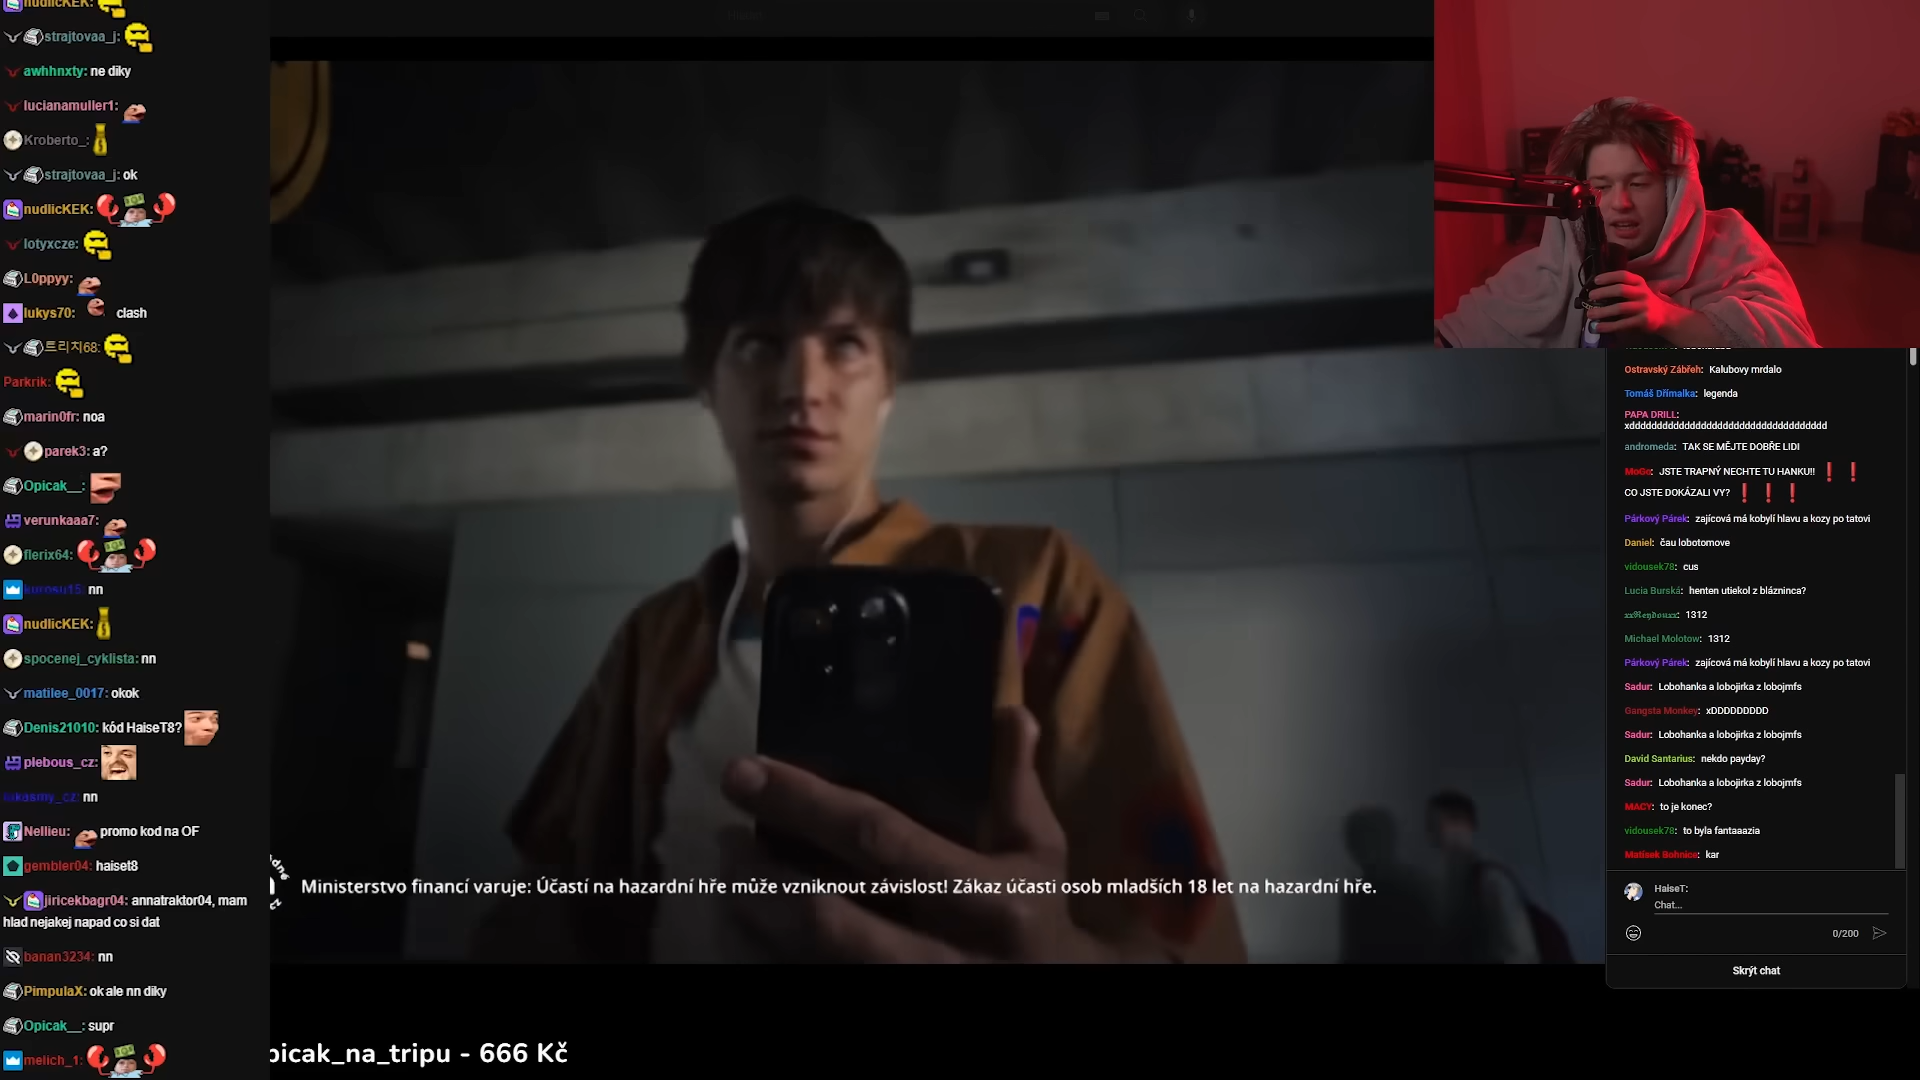 nudlicKEK:
strajtovaa_j:
awhhnxty: ne diky
lucianamuller1:
Kroberto_:
strajtovaa_j: ok
nudlicKEK:
lotyxcze:
L0ppyy:
lukys70: clash
트리치68:
Parkrik:
marin0fr: noa
parek3: a?
Opicak__:
verunkaaa7:
flerix64:
kurosu15: nn
nudlicKEK:
spocenej_cyklista: nn
matilee_0017: okok
Denis21010: kód HaiseT8?
plebous_cz:
lukasmy_cz: nn
Nellieu: promo kod na OF
gembler04: haiset8
jiricekbagr04: annatraktor04, mam
hlad nejakej napad co si dat
banan3234: nn
PimpulaX: ok ale nn diky
Opicak__: supr
melich_1:
Ministerstvo financí varuje: Účastí na hazardní hře může vzniknout závislost! Zákaz účasti osob mladších 18 let na hazardní hře.
picak_na_tripu - 666 Kč
Ostravský Zábřeh: Kalubovy mrdalo
Tomáš Dřímalka: legenda
PAPA DRILL:
xddddddddddddddddddddddddddddddddddddd
andromeda: TAK SE MĚJTE DOBŘE LIDI
MoGe: JSTE TRAPNÝ NECHTE TU HANKU!! ❗ ❗
CO JSTE DOKÁZALI VY? ❗ ❗ ❗
Párkový Párek: zajícová má kobylí hlavu a kozy po tatovi
Daniel: čau lobotomove
vidousek78: cus
Lucia Burská: henten utiekol z blázninca?
1312
Michael Molotow: 1312
Párkový Párek: zajícová má kobylí hlavu a kozy po tatovi
Sadur: Lobohanka a lobojirka z lobojmfs
Gangsta Monkey: xDDDDDDDDD
Sadur: Lobohanka a lobojirka z lobojmfs
David Santarius: nekdo payday?
Sadur: Lobohanka a lobojirka z lobojmfs
MACY: to je konec?
vidousek78: to byla fantaaazia
Matísek Bohnice: kar
HaiseT:
Chat...
0/200
Skrýt chat